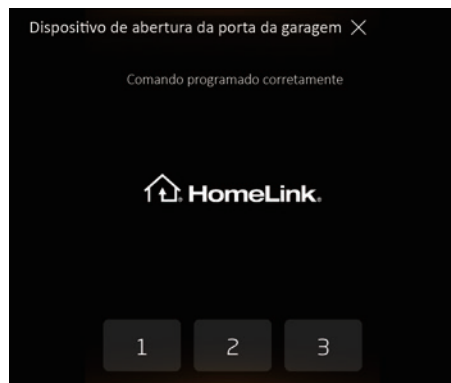 Dispositivo de abertura da porta da garagem
Comando programado corretamente
HomeLink.
1 2 3